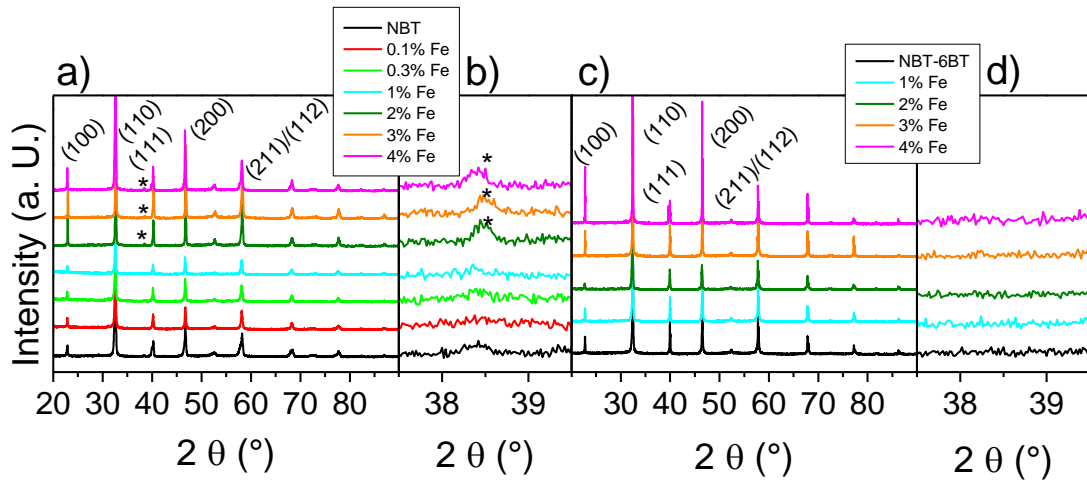 a)
NBT
0.1% Fe
0.3% Fe
1% Fe
2% Fe
3% Fe
4% Fe
b)
c)
NBT-6BT
1% Fe
2% Fe
3% Fe
4% Fe
d)
Intensity (a. U.)
(100)
(110)
(111)
(200)
(211)/(112)
*
*
*
*
*
*
(100)
(110)
(111)
(200)
(211)/(112)
20 30 40 50 60 70 80
38 39
30 40 50 60 70 80
38 39
2 θ (°)
2 θ (°)
2 θ (°)
2 θ (°)